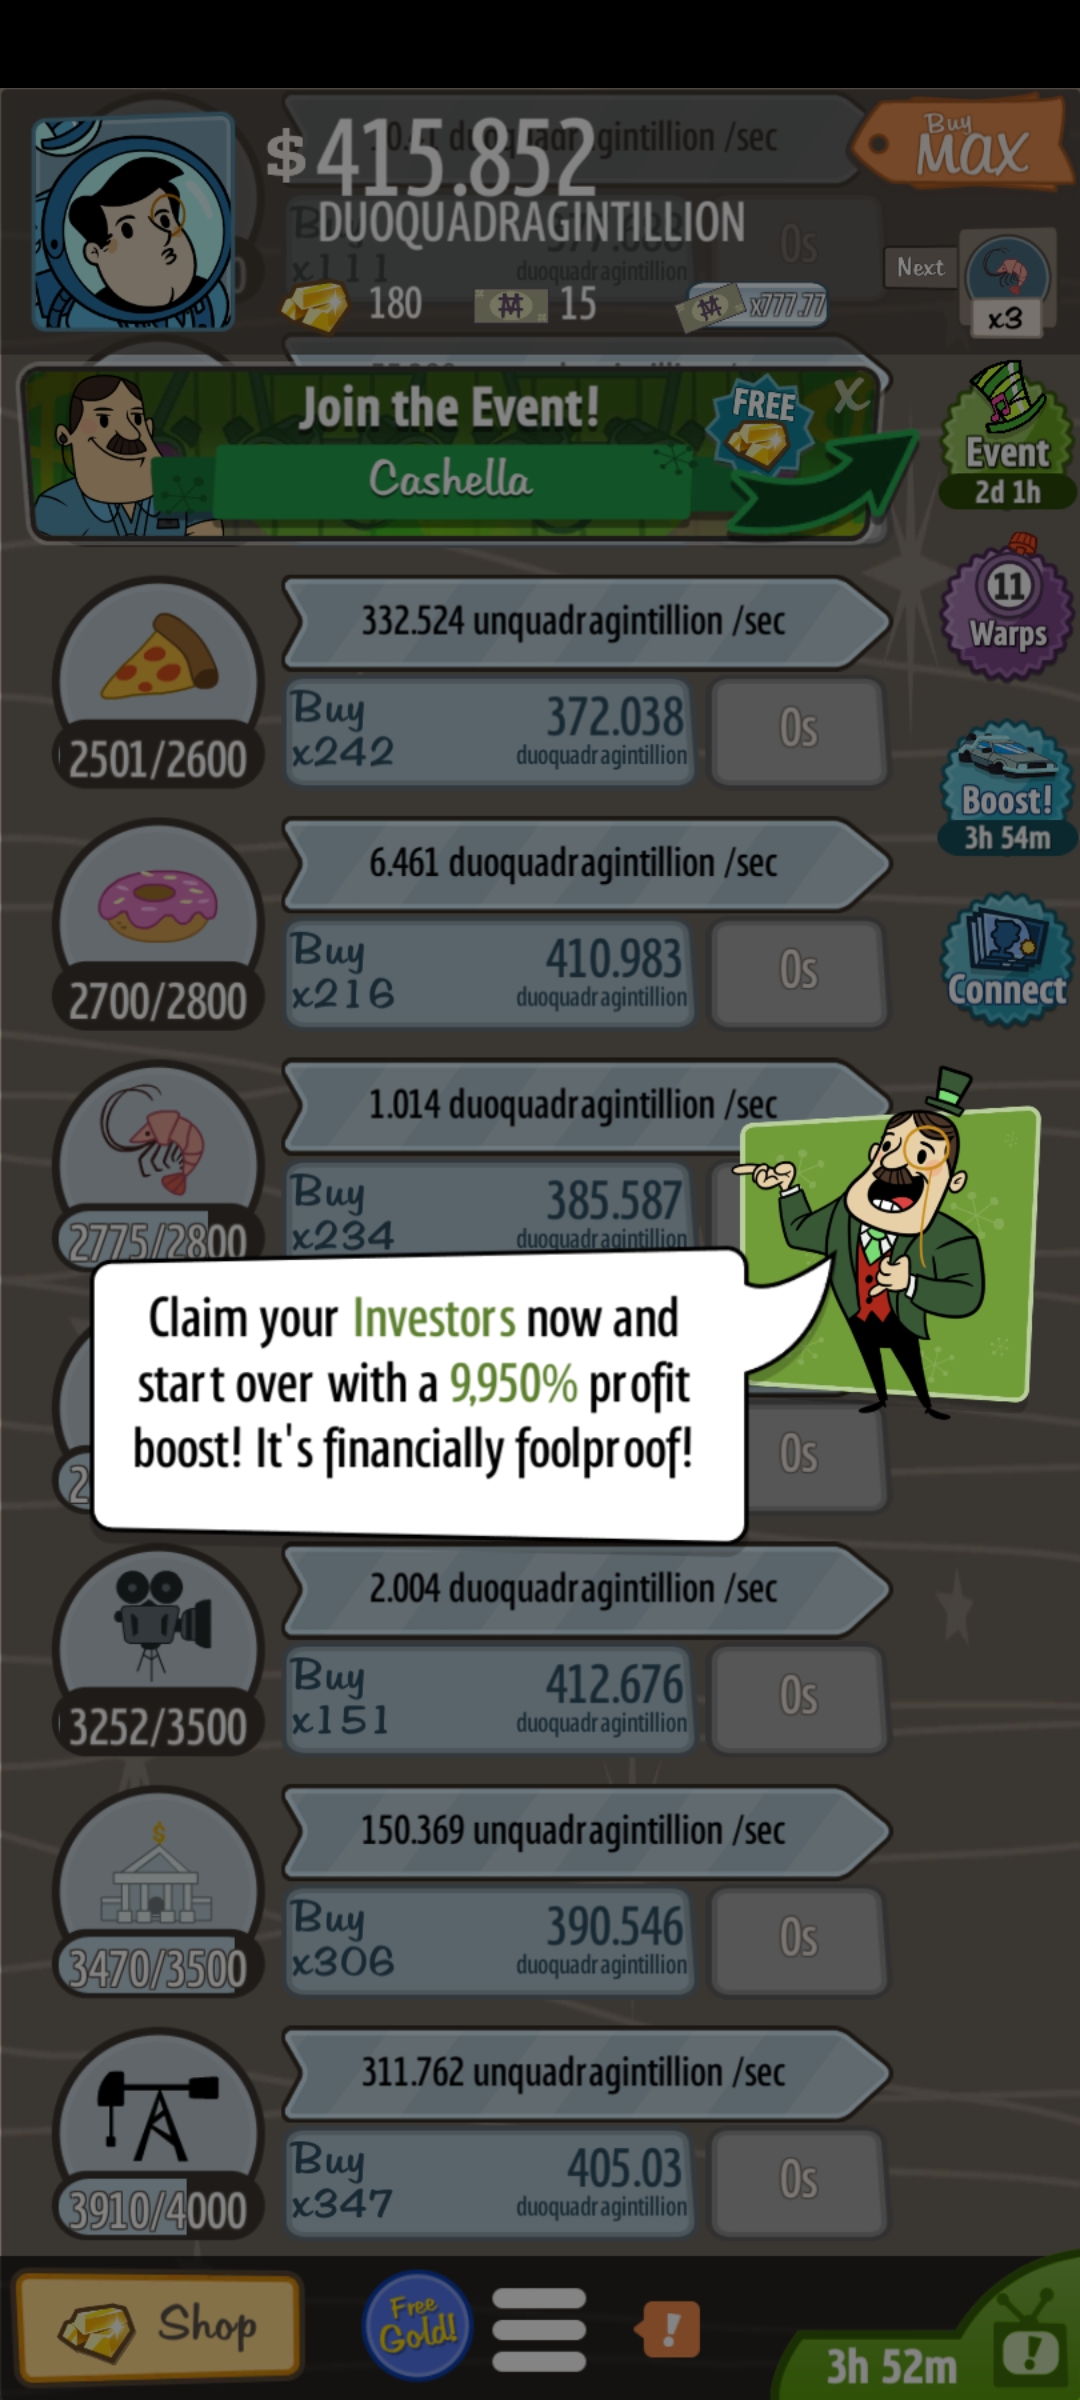 $415.852
DUOQUADRAGINTILLION
duoquadragintillion /sec
Buy
MAX
Buy
x111
duoquadragintillion
0s
180
15
x777.77
Next
x3
Join the Event!
FREE
X
Cashella
Event
2d 1h
11
Warps
332.524 unquadragintillion /sec
Buy
x242
372.038
duoquadragintillion
0s
2501/2600
Boost!
3h 54m
6.461 duoquadragintillion /sec
Buy
x216
410.983
duoquadragintillion
0s
2700/2800
Connect
1.014 duoquadragintillion /sec
Buy
x234
385.587
duoquadragintillion
2775/2800
Claim your Investors now and
start over with a 9,950% profit
boost! It's financially foolproof!
0s
2.004 duoquadragintillion /sec
Buy
x151
412.676
duoquadragintillion
0s
3252/3500
$
150.369 unquadragintillion /sec
Buy
x306
390.546
duoquadragintillion
0s
3470/3500
311.762 unquadragintillion /sec
Buy
x347
405.03
duoquadragintillion
0s
3910/4000
Shop
Free
Gold!
!
3h 52m
!